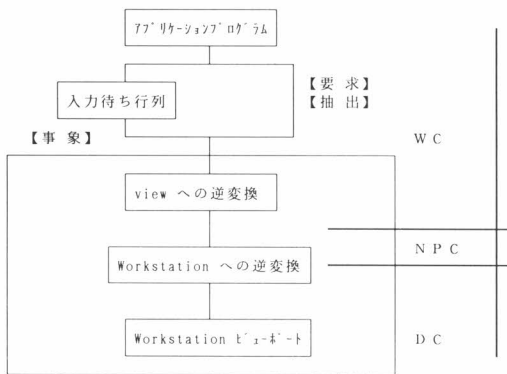 ｱﾌﾟﾘｹｰｼｮﾝﾌﾟﾛｸﾞﾗﾑ
入力待ち行列
【要 求】
【抽 出】
【事 象】
WC
view への逆変換
NPC
Workstation への逆変換
Workstation ﾋﾞｭｰﾎﾟｰﾄ
DC